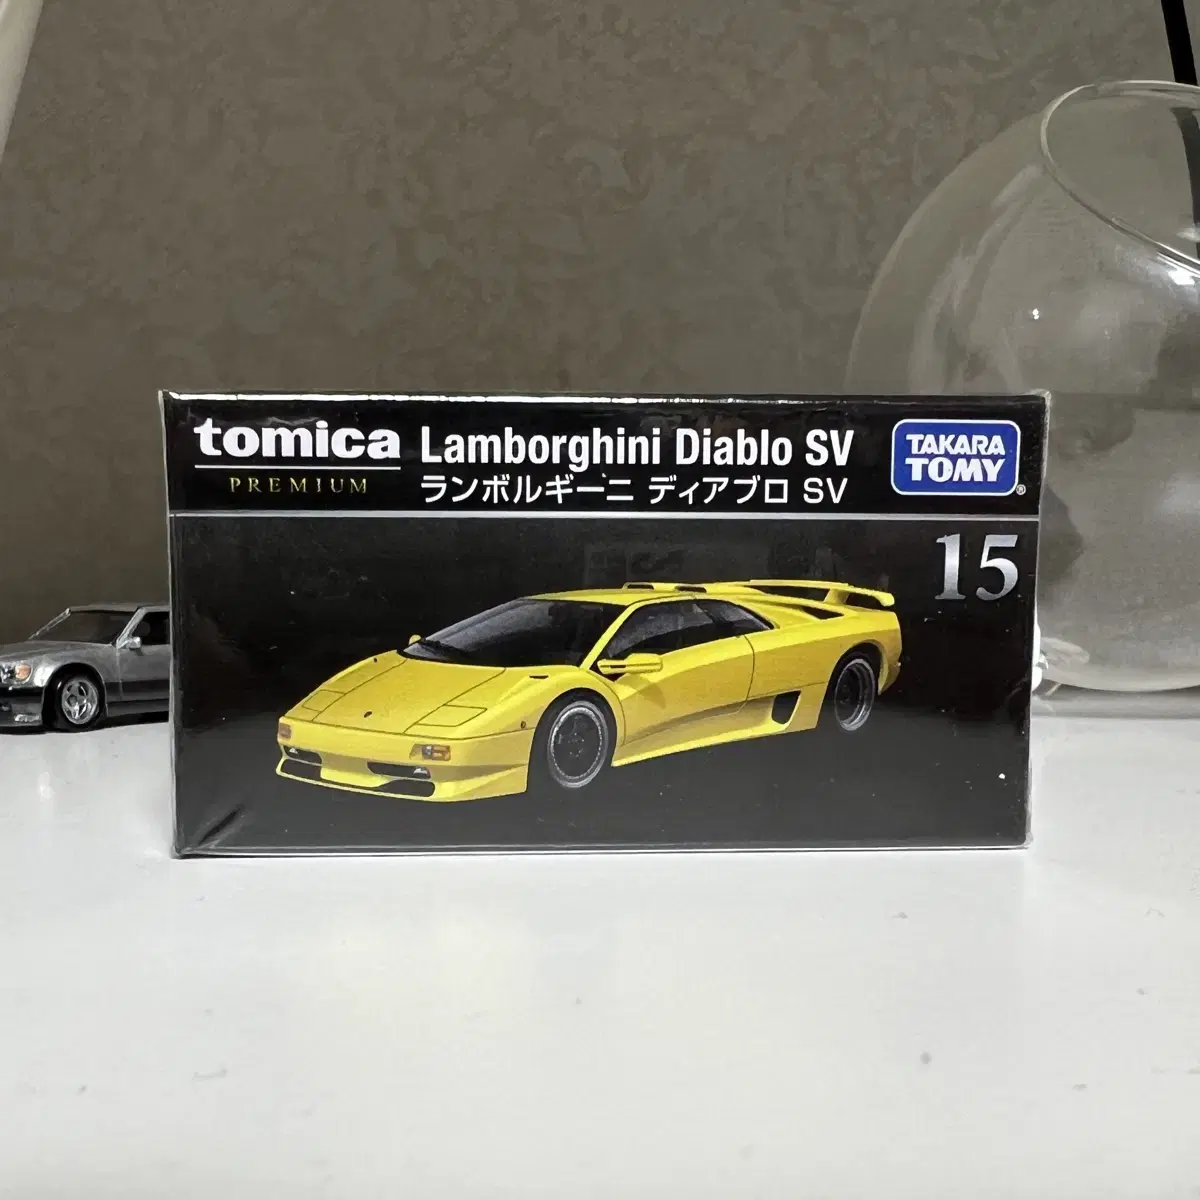 tomica
PREMIUM
Lamborghini Diablo SV
ランボルギーニ ディアブロ SV
TAKARA
TOMY®
15